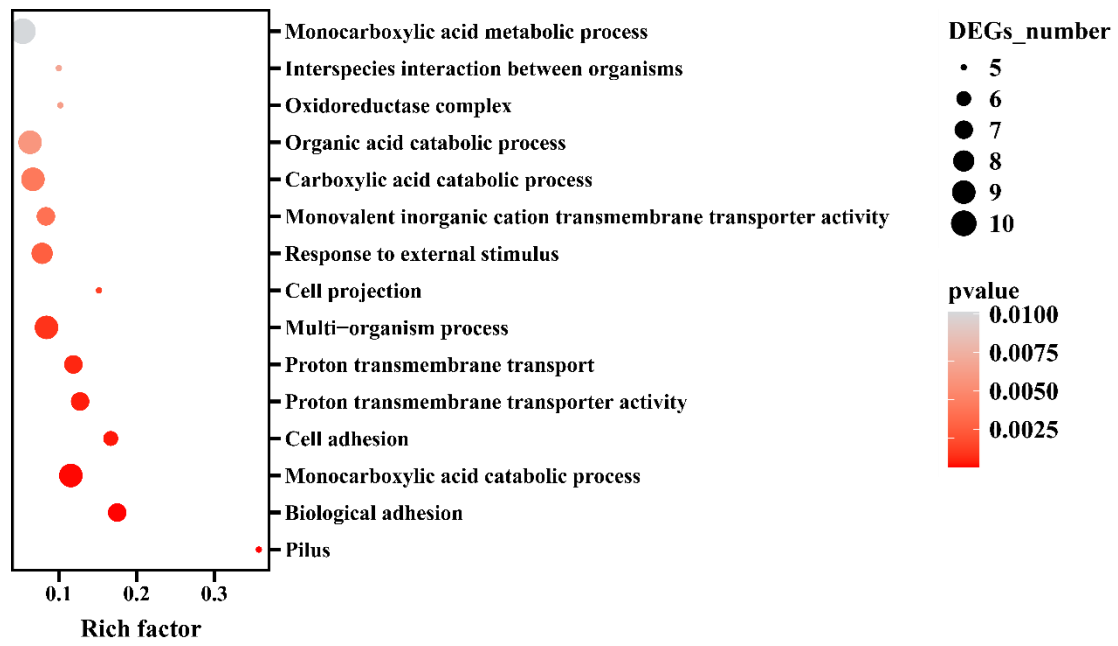 Monocarboxylic acid metabolic process
Interspecies interaction between organisms
Oxidoreductase complex
Organic acid catabolic process
Carboxylic acid catabolic process
Monovalent inorganic cation transmembrane transporter activity
Response to external stimulus
Cell projection
Multi−organism process
Proton transmembrane transport
Proton transmembrane transporter activity
Cell adhesion
Monocarboxylic acid catabolic process
Biological adhesion
Pilus
0.1 0.2 0.3
Rich factor
DEGs_number
5
6
7
8
9
10
pvalue
0.0100
0.0075
0.0050
0.0025